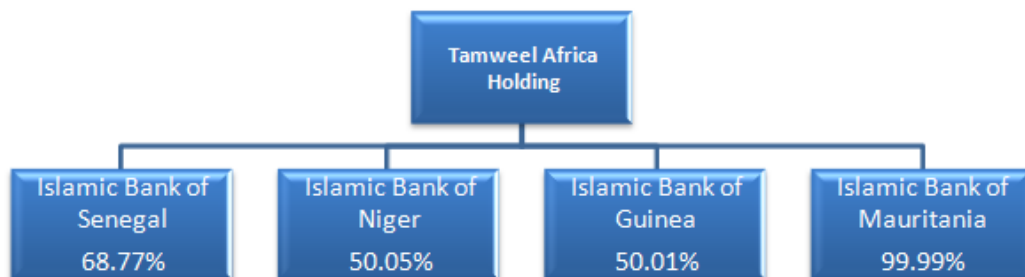 Tamweel Africa
Holding
Islamic Bank of
Senegal
68.77%
Islamic Bank of
Niger
50.05%
Islamic Bank of
Guinea
50.01%
Islamic Bank of
Mauritania
99.99%